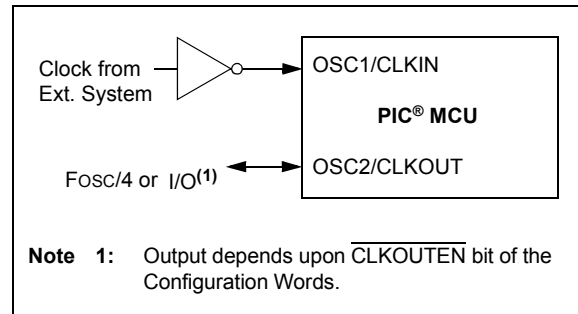 Clock from
Ext. System
OSC1/CLKIN
PIC® MCU
FOSC/4 or I/O(1)
OSC2/CLKOUT
Note 1: Output depends upon CLKOUTEN bit of the
Configuration Words.